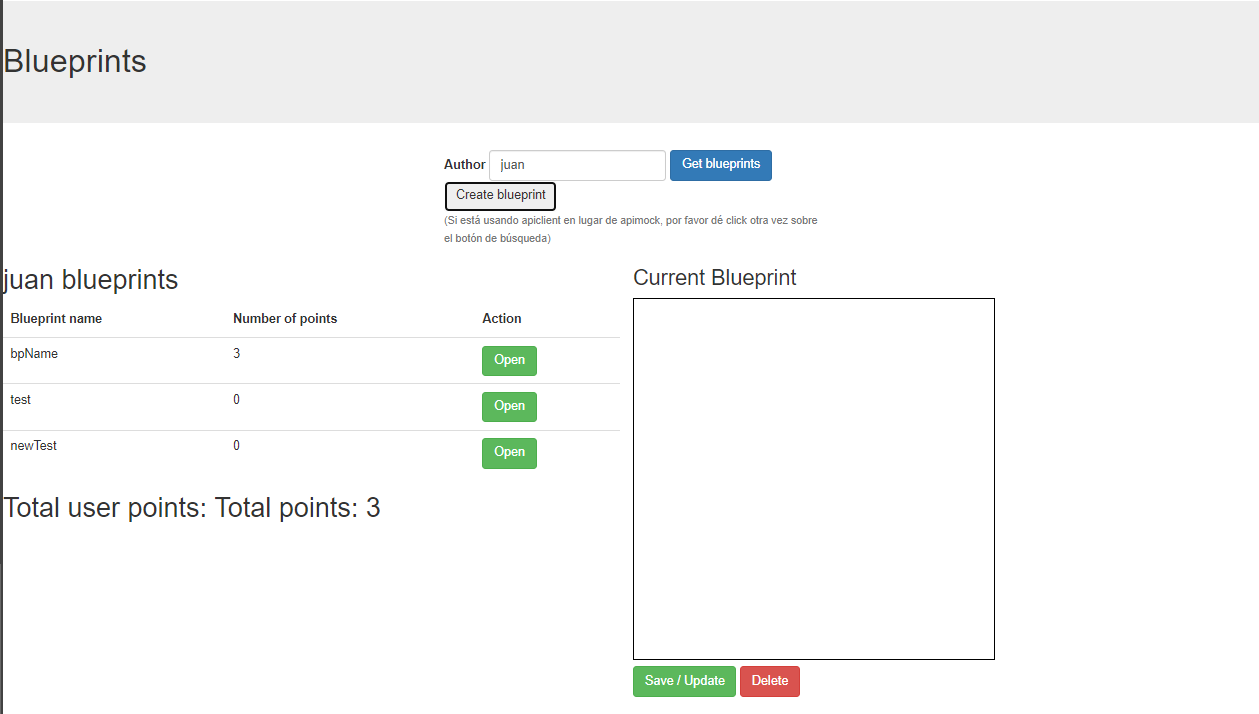 Blueprints
Author juan Get blueprints
Create blueprint
(Si está usando apiclient en lugar de apimock, por favor dé click otra vez sobre
el botón de búsqueda)
juan blueprints
Blueprint name Number of points Action
bpName 3 Open
test 0 Open
newTest 0 Open
Total user points: Total points: 3
Current Blueprint
Save / Update Delete